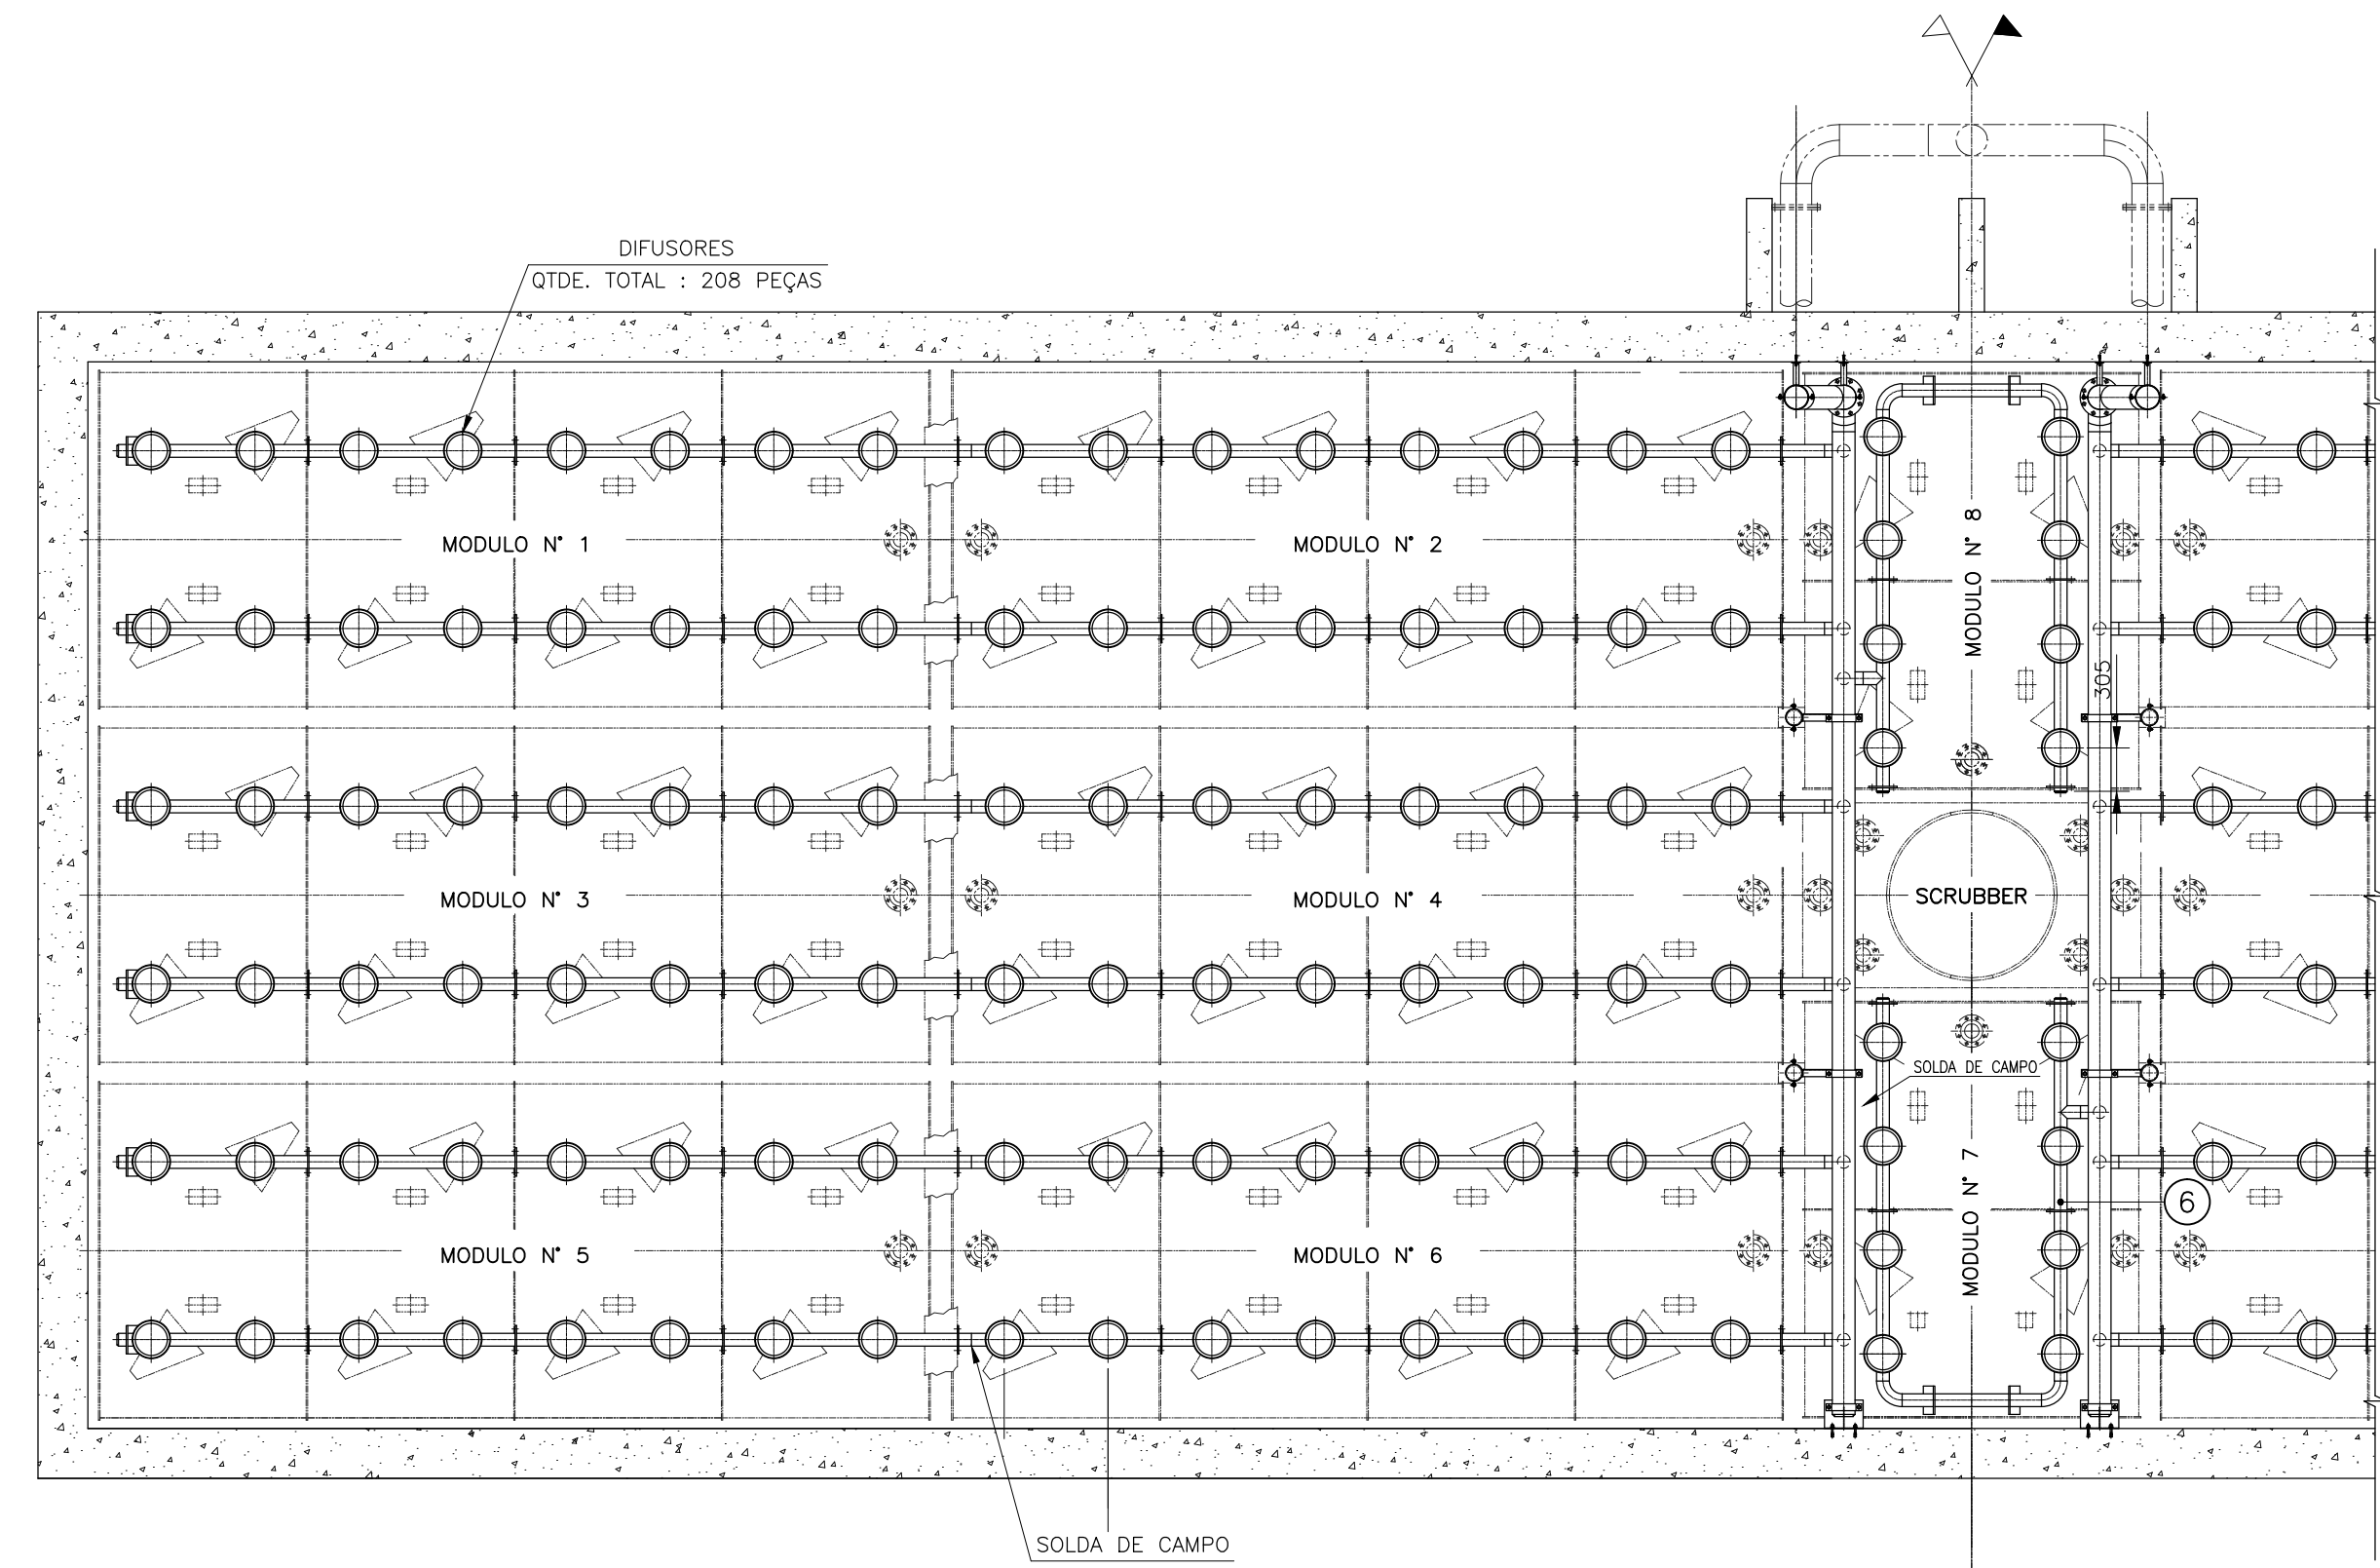 DIFUSORES
QTDE. TOTAL : 208 PEÇAS
MODULO N° 1
MODULO N° 2
MODULO N° 8
305
MODULO N° 3
MODULO N° 4
SCRUBBER
SOLDA DE CAMPO
MODULO N° 5
MODULO N° 6
MODULO N° 7
6
SOLDA DE CAMPO